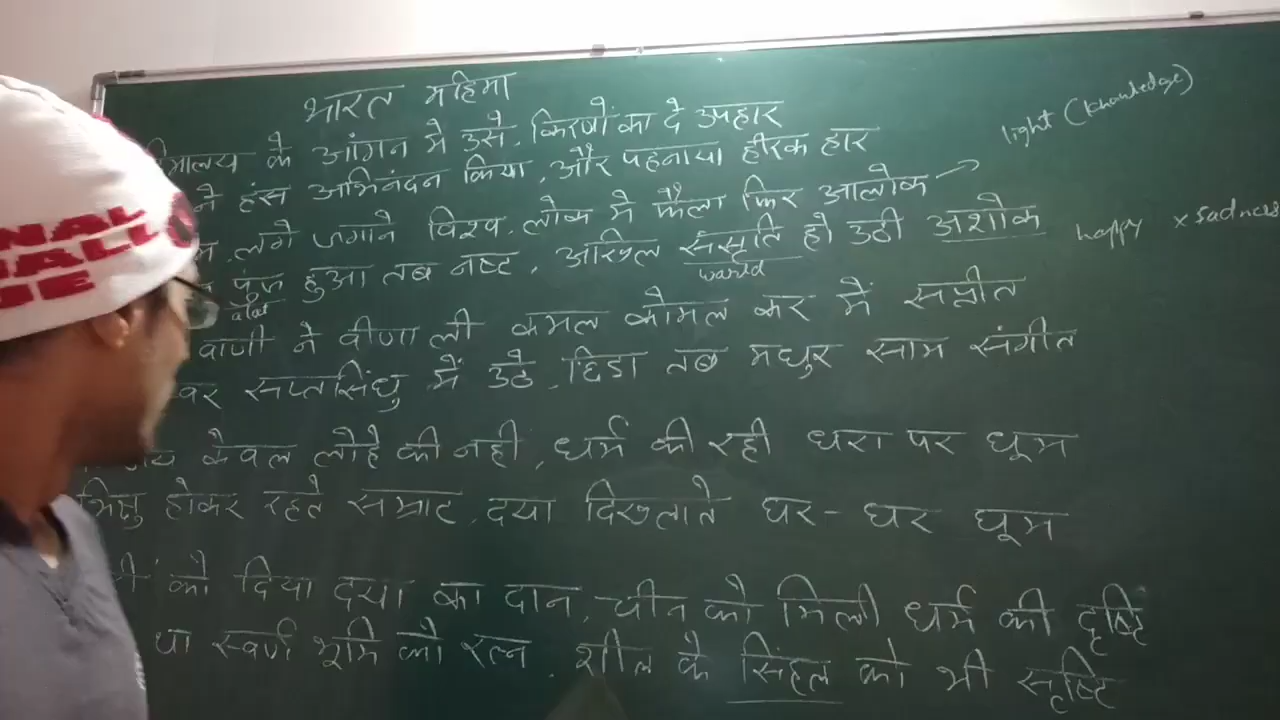 भारत महिमा
हिमालय के आंगन मे उसे, किरणों का दे उपहार
ने हंस अभिनंदन किया, और पहनाया हीरक हार
लगे जगाने विश्व, लोक मे फैला फिर आलोक → light (knowledge)
पुंज हुआ तब नष्ट, अखिल संसृति हो उठी अशोक happy x sadness
world
वाणी ने वीणा ली कमल कोमल कर में सप्रीत
सप्तसिंधु में उठे, छिडा तब मधुर साम संगीत
केवल लोहे की नही, धर्म की रही धरा पर धूम
भिक्षु होकर रहते सम्राट, दया दिखलाते घर - घर घूम
को दिया दया का दान, चीन को मिली धर्म की दृष्टि
था स्वर्ण भूमि को रत्न, शील के सिंहल को भी सृष्टि